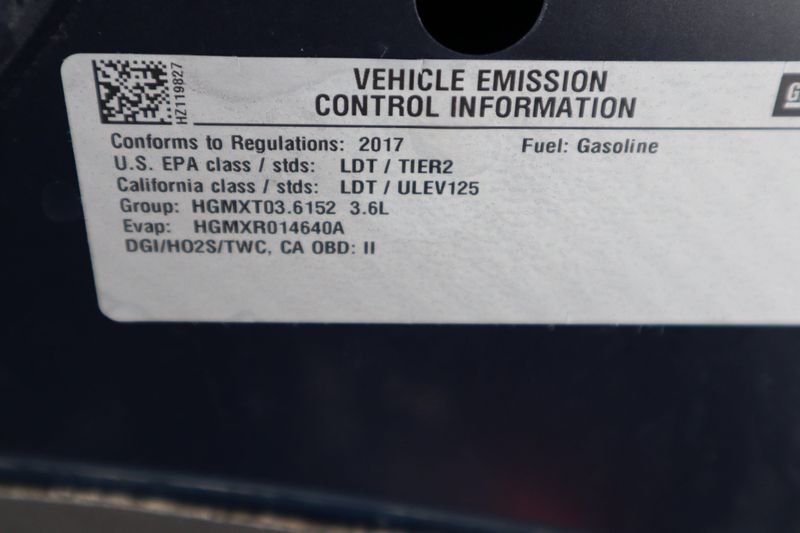 HZ119827
VEHICLE EMISSION
CONTROL INFORMATION
Conforms to Regulations: 2017 Fuel: Gasoline
U.S. EPA class / stds: LDT / TIER2
California class / stds: LDT / ULEV125
Group: HGMXT03.6152 3.6L
Evap: HGMXR014640A
DGI/HO2S/TWC, CA OBD: II